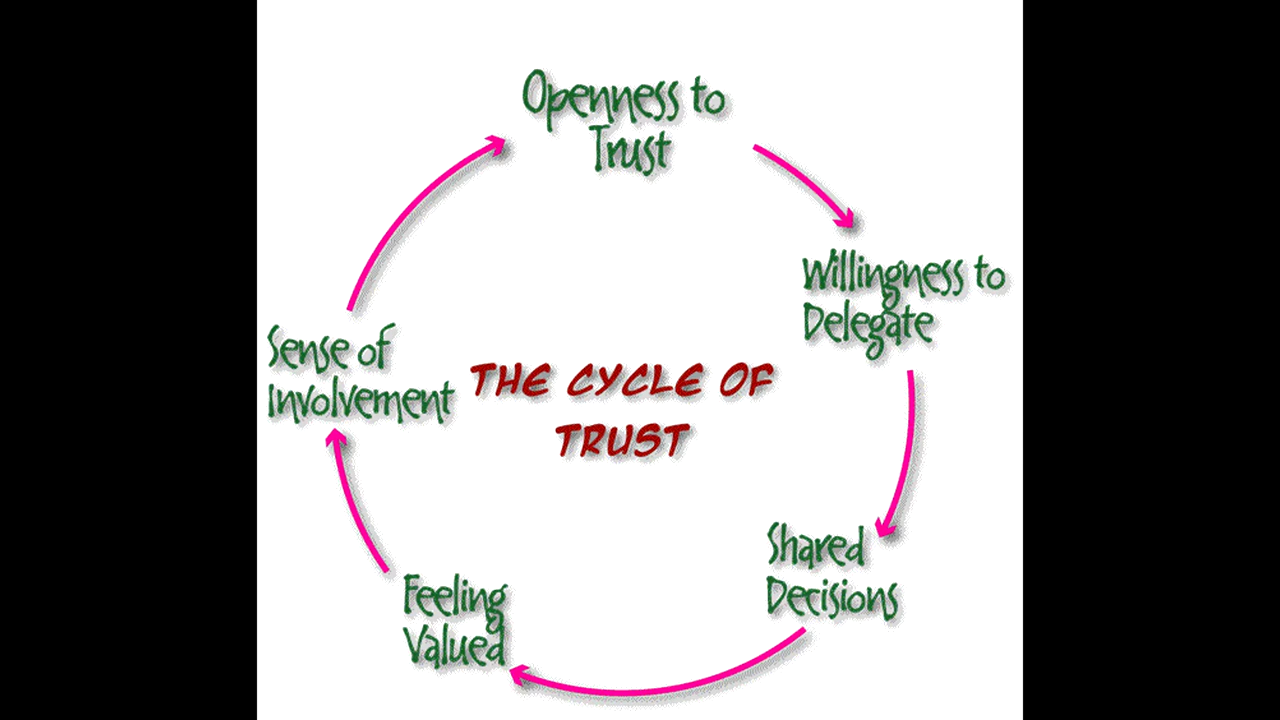 Openness to
Trust
Willingness to
Delegate
Shared
Decisions
Feeling
Valued
Sense of
Involvement
THE CYCLE OF
TRUST